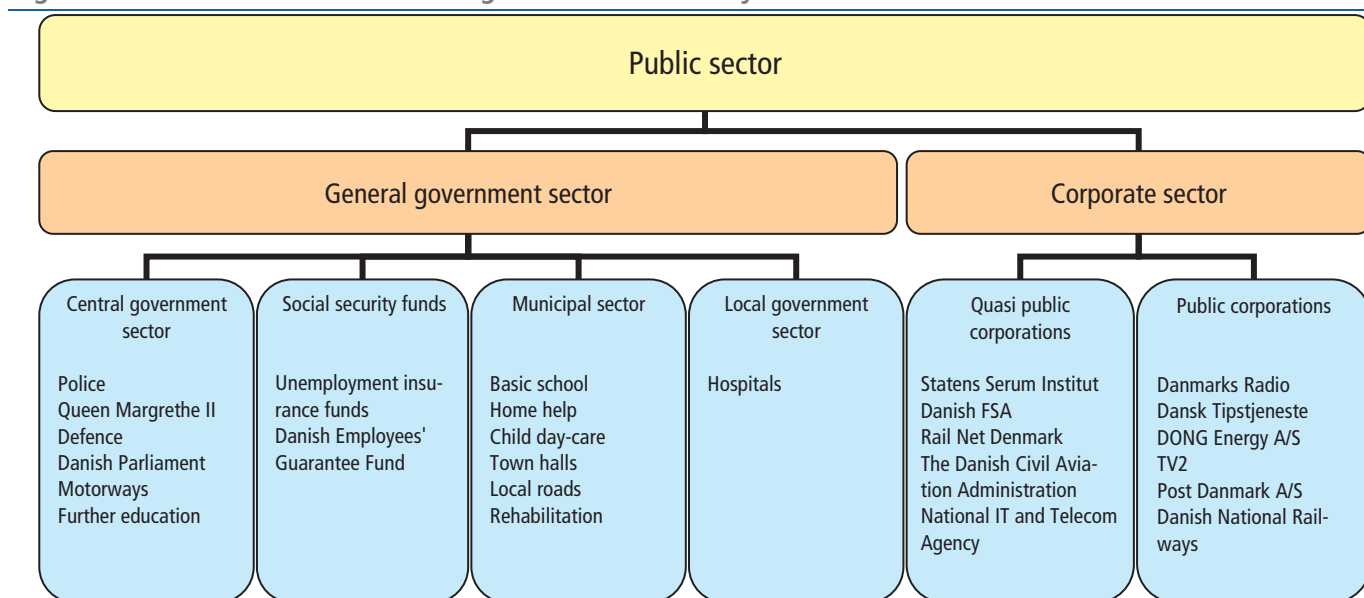 Public sector
General government sector
Corporate sector
Central government
sector
Police
Queen Margrethe II
Defence
Danish Parliament
Motorways
Further education
Social security funds
Unemployment insu-
rance funds
Danish Employees'
Guarantee Fund
Municipal sector
Basic school
Home help
Child day-care
Town halls
Local roads
Rehabilitation
Local government
sector
Hospitals
Quasi public
corporations
Statens Serum Institut
Danish FSA
Rail Net Denmark
The Danish Civil Avia-
tion Administration
National IT and Telecom
Agency
Public corporations
Danmarks Radio
Dansk Tipstjeneste
DONG Energy A/S
TV2
Post Danmark A/S
Danish National Rail-
ways